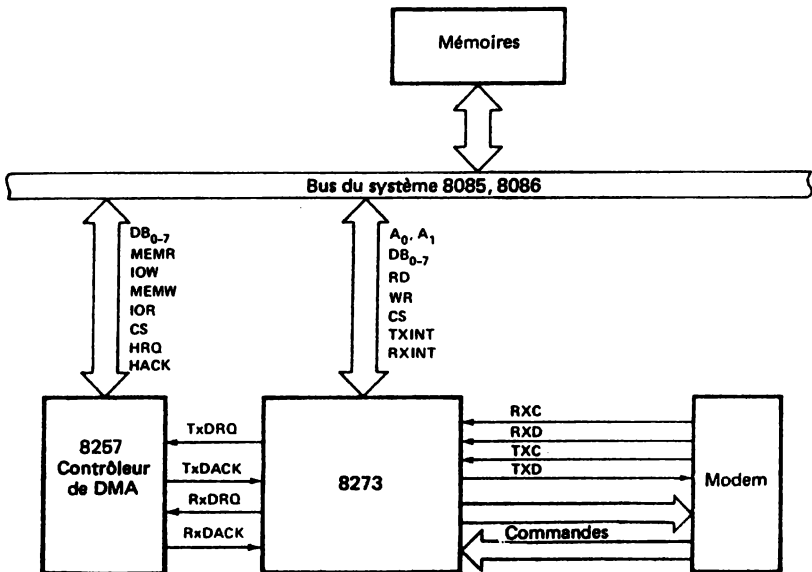 Mémoires
Bus du système 8085, 8086
DB₀₋₇
MEMR
IOW
MEMW
IOR
CS
HRQ
HACK
A₀, A₁
DB₀₋₇
RD
WR
CS
TXINT
RXINT
8257
Contrôleur
de DMA
TxDRQ
TxDACK
RxDRQ
RxDACK
8273
RXC
RXD
TXC
TXD
Commandes
Modem